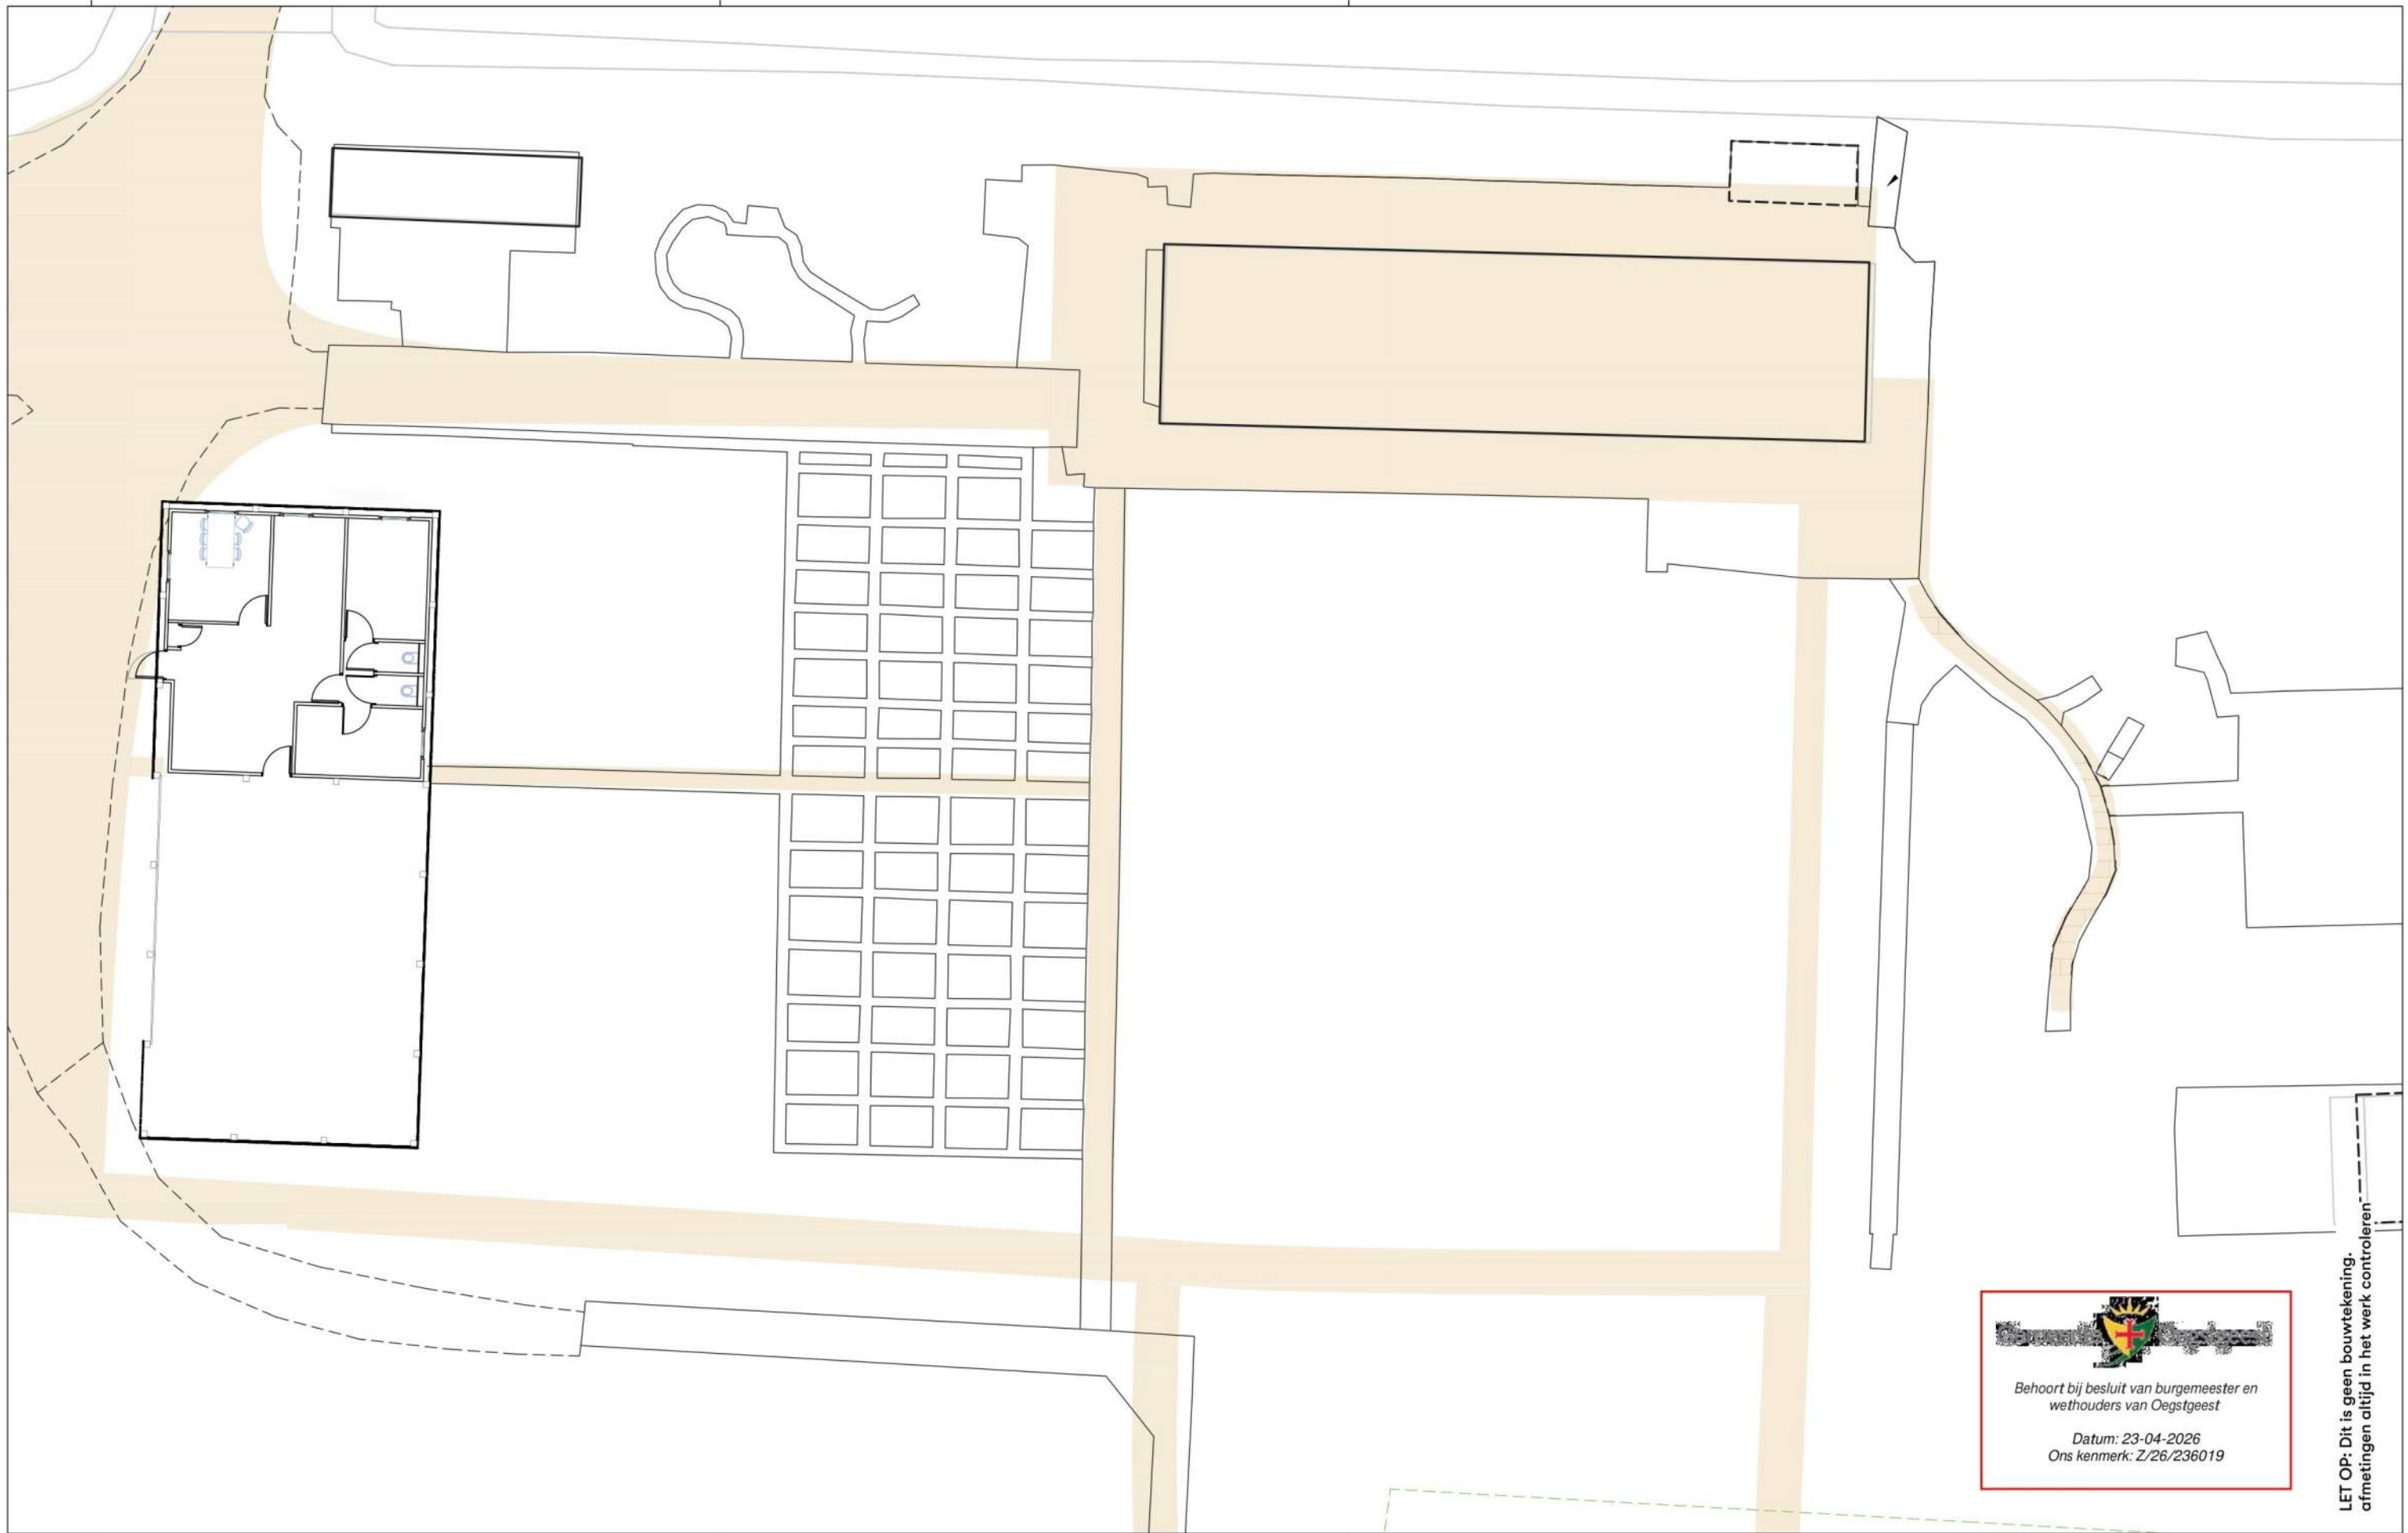 Behoort bij besluit van burgemeester en
wethouders van Oegstgeest
Datum: 23-04-2026
Ons kenmerk: Z/26/236019
LET OP: Dit is geen bouwtekening.
afmetingen altijd in het werk controleren